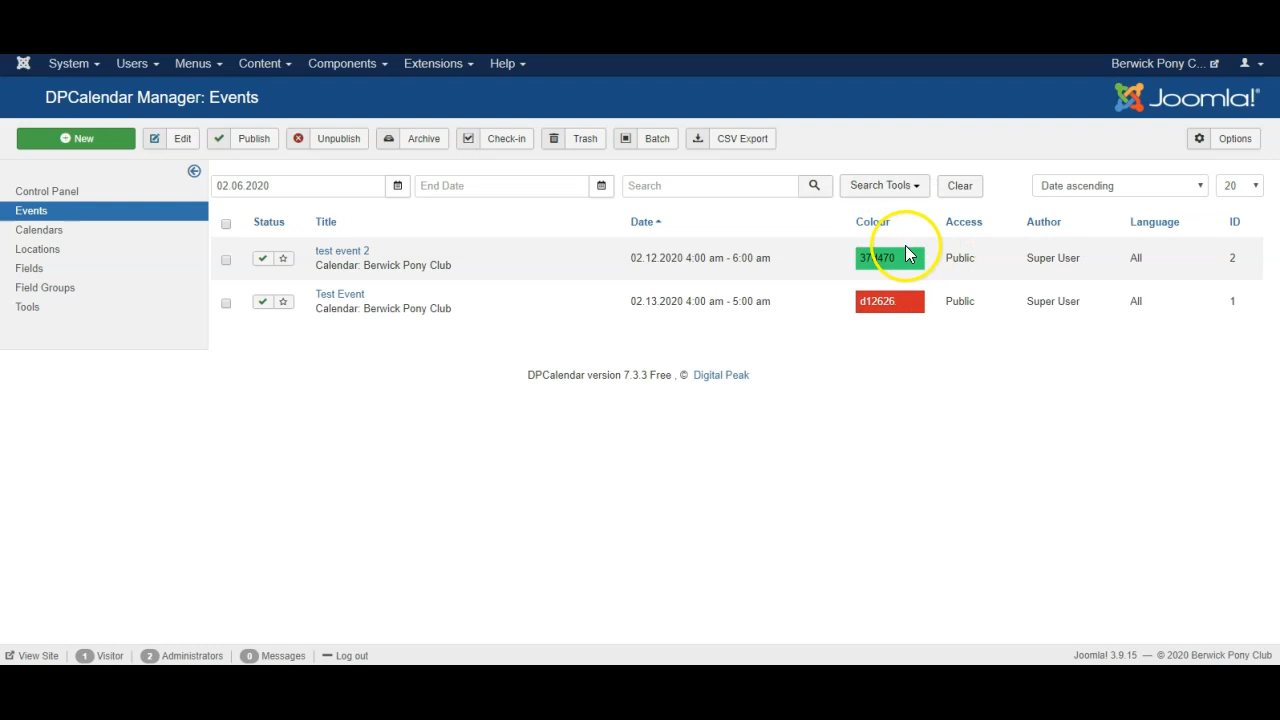 System Users Menus Content Components Extensions Help Berwick Pony C...
DPCalendar Manager: Events Joomla!®
New Edit Publish Unpublish Archive Check-in Trash Batch CSV Export Options
Control Panel
Events
Calendars
Locations
Fields
Field Groups
Tools
02.06.2020 End Date Search Search Tools Clear Date ascending 20
Status Title Date Colour Access Author Language ID
test event 2 02.12.2020 4:00 am - 6:00 am Public Super User All 2
Calendar: Berwick Pony Club
Test Event 02.13.2020 4:00 am - 5:00 am d12626 Public Super User All 1
Calendar: Berwick Pony Club
DPCalendar version 7.3.3 Free , © Digital Peak
View Site 1 Visitor 2 Administrators 0 Messages Log out Joomla! 3.9.15 — © 2020 Berwick Pony Club